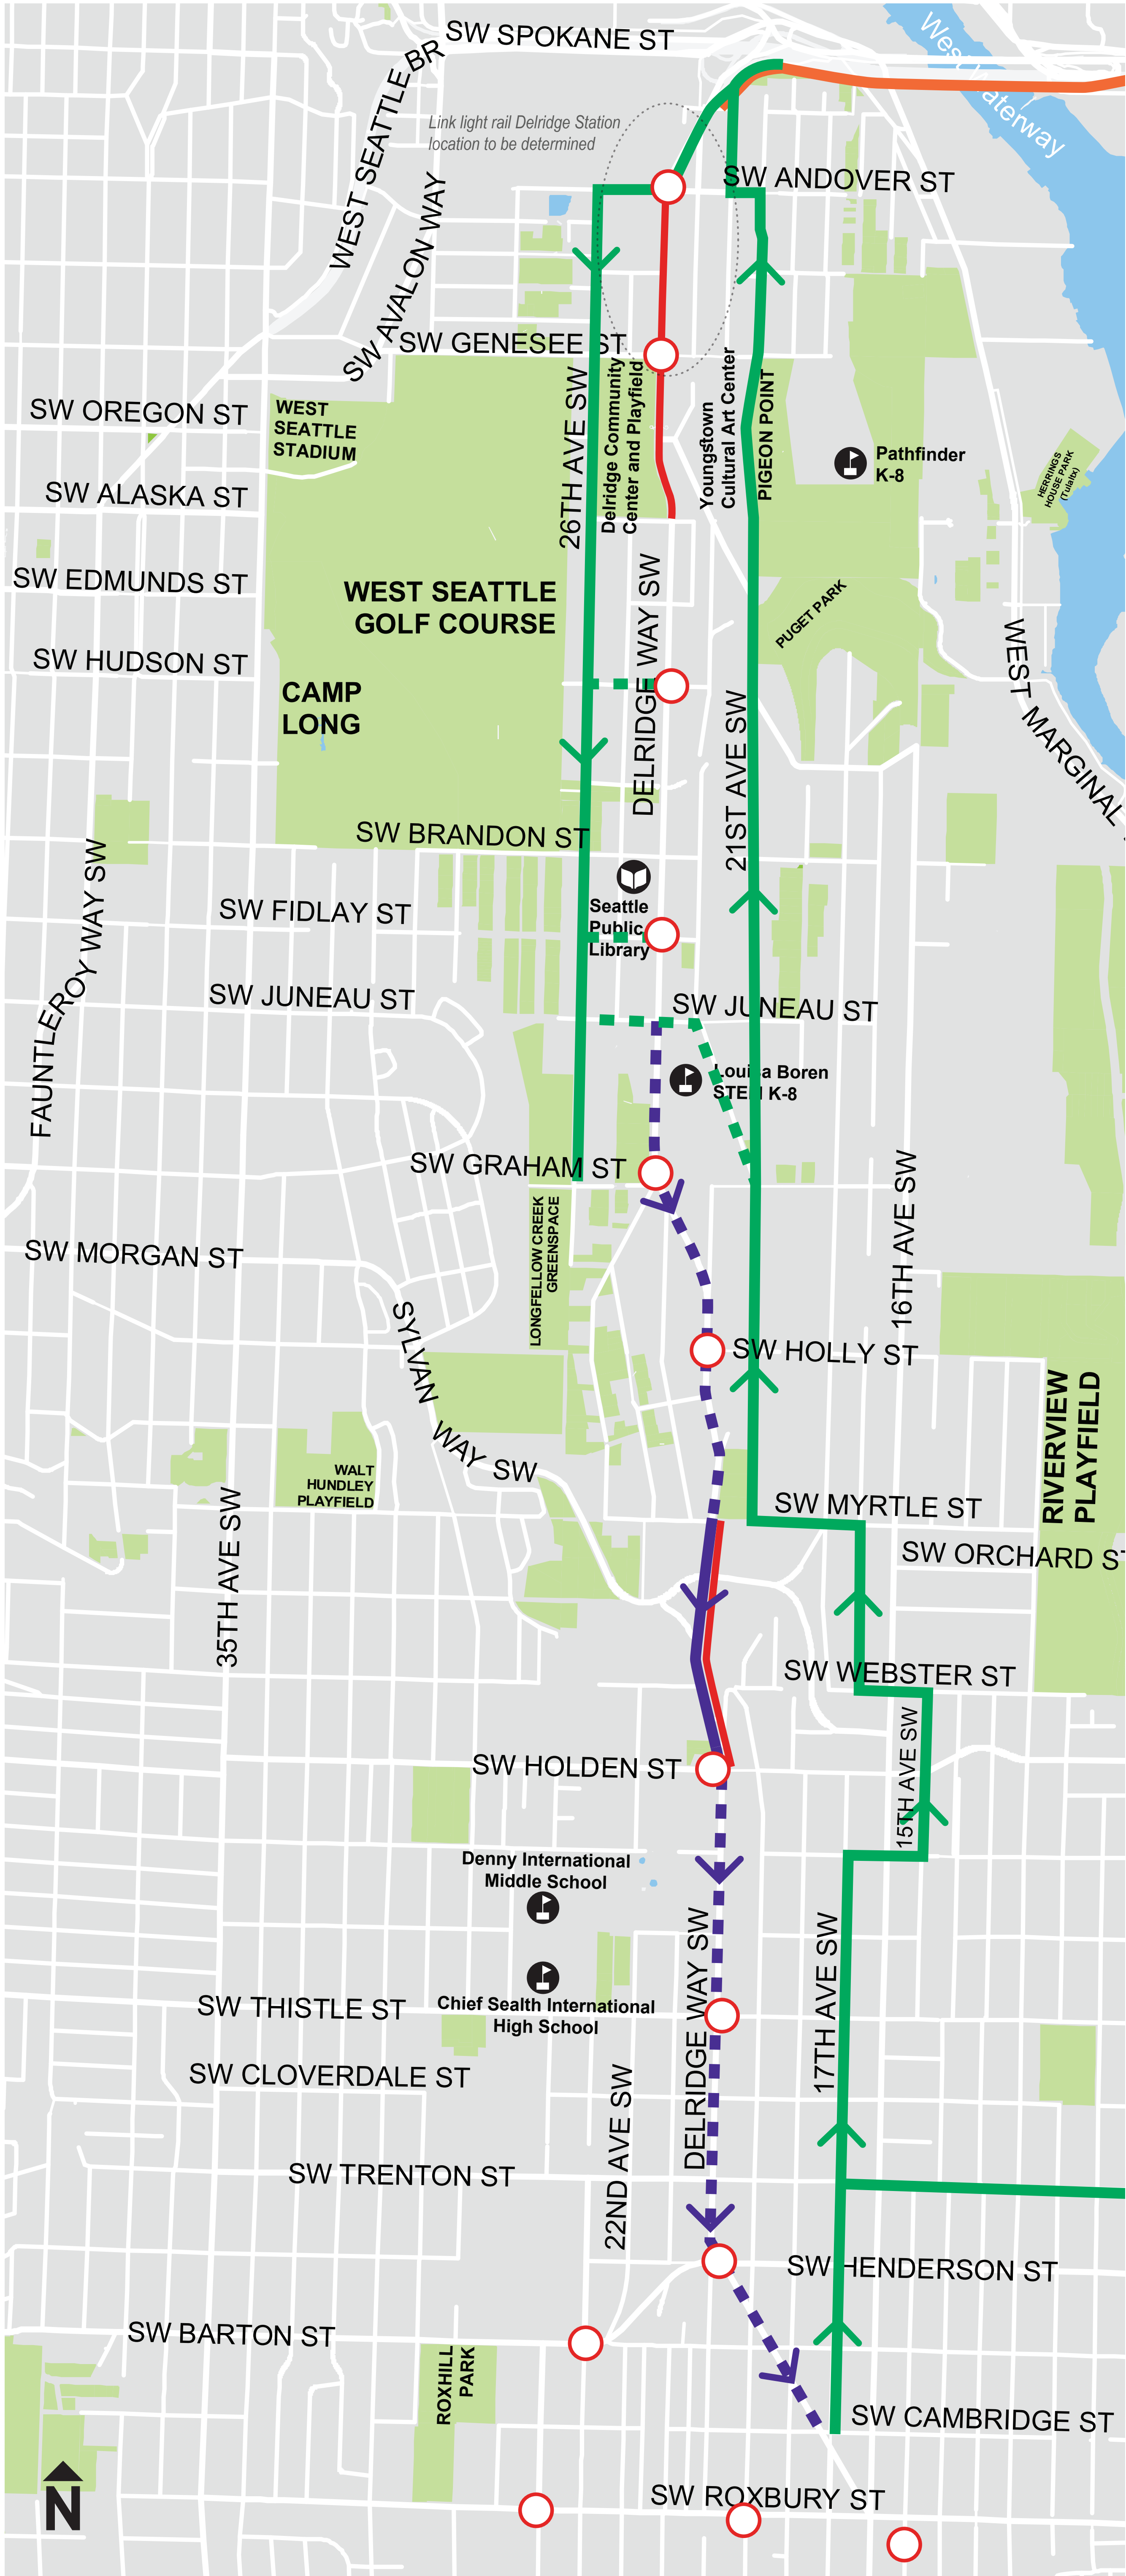 SW SPOKANE ST
West Waterway
WEST SEATTLE BR
Link light rail Delridge Station
location to be determined
SW ANDOVER ST
SW AVALON WAY
SW GENESEE ST
SW OREGON ST
WEST
SEATTLE
STADIUM
26TH AVE SW
Delridge Community
Center and Playfield
Youngstown
Cultural Art Center
PIGEON POINT
Pathfinder
K-8
HERRINGS
HOUSE PARK
(Tulaltx)
SW ALASKA ST
SW EDMUNDS ST
WEST SEATTLE
GOLF COURSE
DELRIDGE WAY SW
PUGET PARK
WEST MARGINAL
SW HUDSON ST
CAMP
LONG
21ST AVE SW
SW BRANDON ST
FAUNTLEROY WAY SW
SW FIDLAY ST
Seattle
Public
Library
SW JUNEAU ST
SW JUNEAU ST
Louisa Boren
STEM K-8
SW GRAHAM ST
LONGFELLOW CREEK
GREENSPACE
16TH AVE SW
SW MORGAN ST
SYLVAN WAY SW
SW HOLLY ST
RIVERVIEW
PLAYFIELD
WALT
HUNDLEY
PLAYFIELD
35TH AVE SW
SW MYRTLE ST
SW ORCHARD ST
SW WEBSTER ST
15TH AVE SW
SW HOLDEN ST
Denny International
Middle School
DELRIDGE WAY SW
17TH AVE SW
SW THISTLE ST
Chief Sealth International
High School
SW CLOVERDALE ST
22ND AVE SW
SW TRENTON ST
SW HENDERSON ST
SW BARTON ST
ROXHILL
PARK
SW CAMBRIDGE ST
N
SW ROXBURY ST